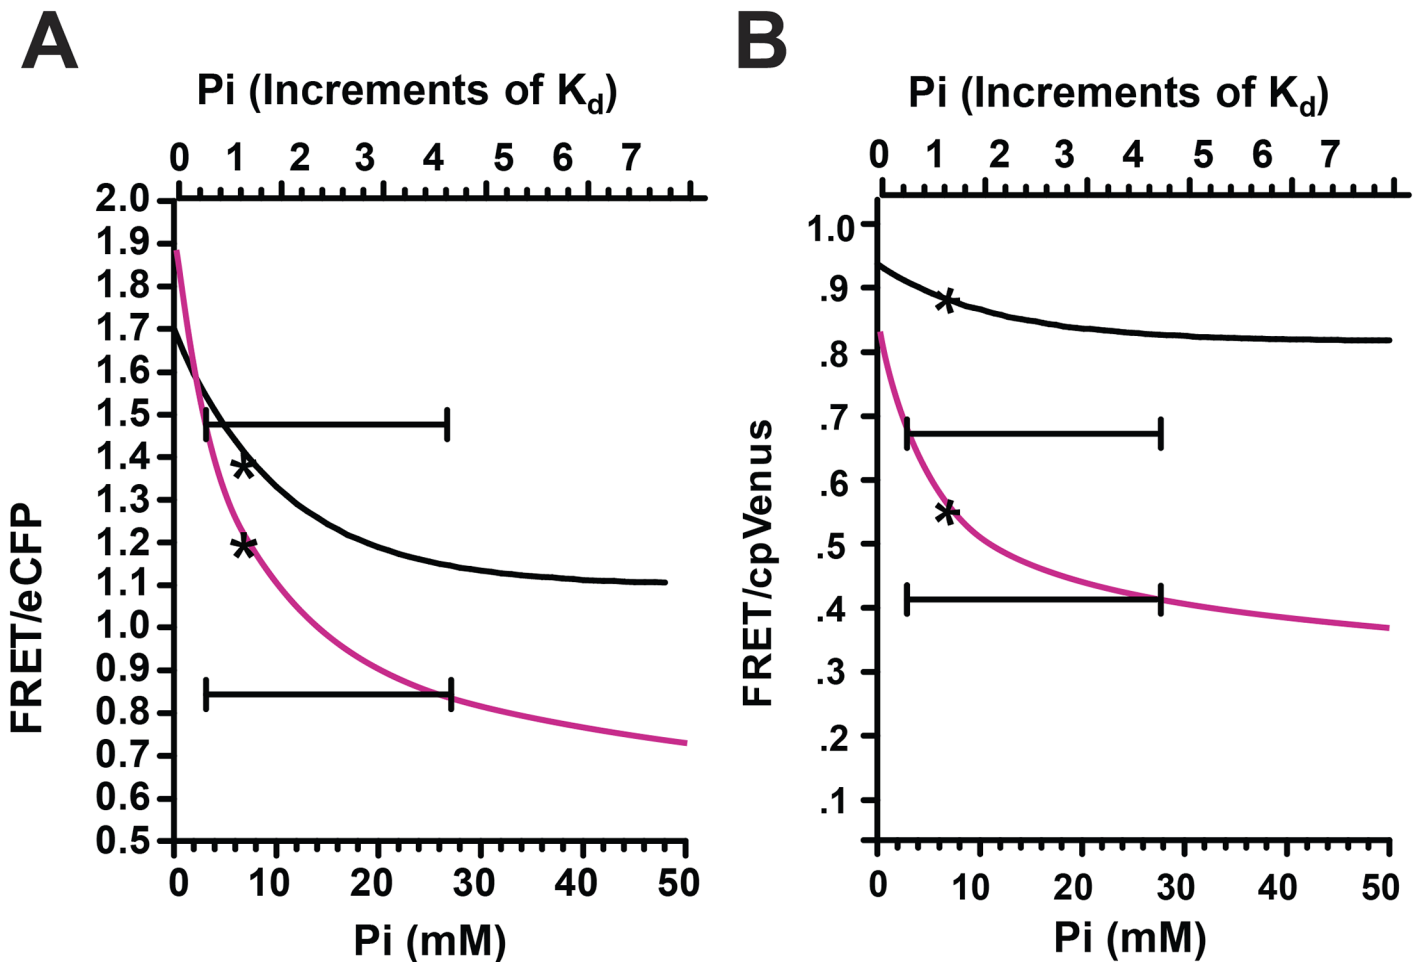 A
Pi (Increments of Kd)
0 1 2 3 4 5 6 7
2.0
1.9
1.8
1.7
1.6
1.5
1.4
1.3
1.2
1.1
1.0
0.9
0.8
0.7
0.6
0.5
FRET/eCFP
*
*
0 10 20 30 40 50
Pi (mM)
B
Pi (Increments of Kd)
0 1 2 3 4 5 6 7
1.0
.9
.8
.7
.6
.5
.4
.3
.2
.1
FRET/cpVenus
*
*
0 10 20 30 40 50
Pi (mM)